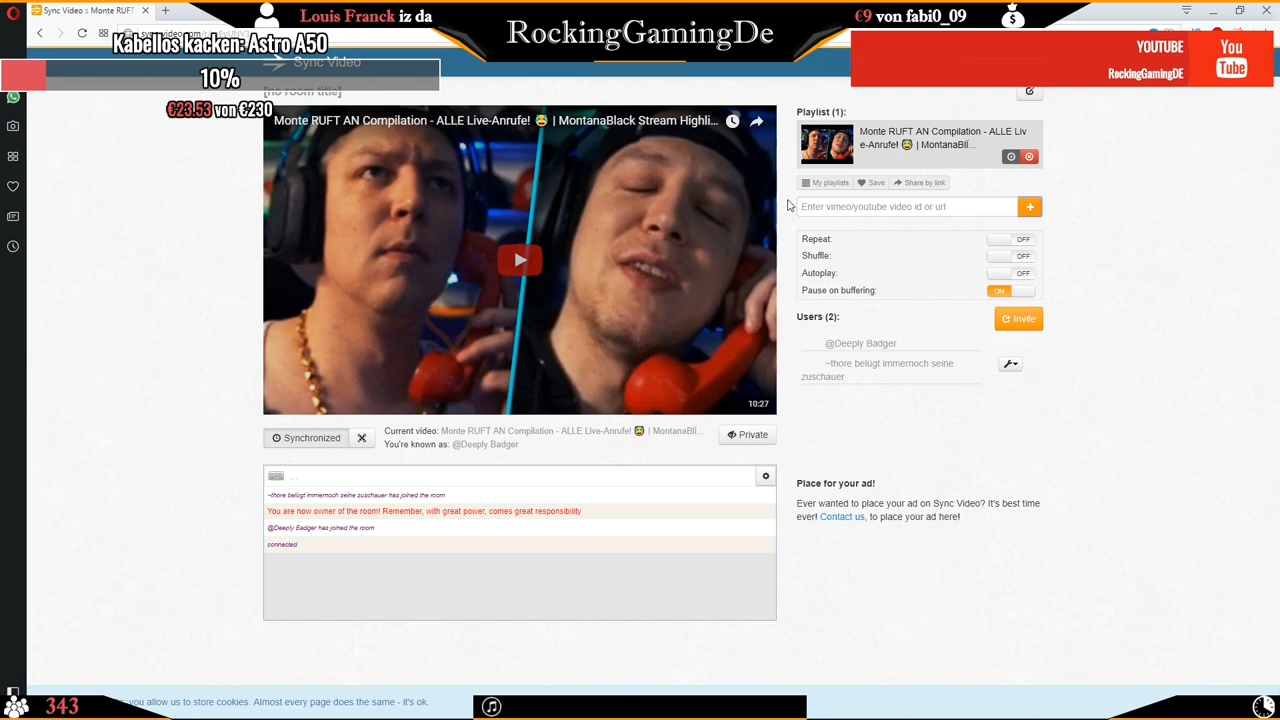 Sync Video :: Monte RUFT
Louis Franck iz da
RockingGamingDe
€9 von fabi0_09
Kabellos kacken: Astro A50
10%
€23.53 von €230
YOUTUBE
RockingGamingDE
You
Tube
Sync Video
[no room title]
Monte RUFT AN Compilation - ALLE Live-Anrufe! 😂 | MontanaBlack Stream Highli...
10:27
Playlist (1):
Monte RUFT AN Compilation - ALLE Liv
e-Anrufe! 😂 | MontanaBlГ...
My playlists
Save
Share by link
Enter vimeo/youtube video id or url
Repeat:
OFF
Shuffle:
OFF
Autoplay:
OFF
Pause on buffering:
ON
Users (2):
Invite
@Deeply Badger
~thore belügt immernoch seine
zuschauer
Synchronized
Current video: Monte RUFT AN Compilation - ALLE Live-Anrufe! 😂 | MontanaBlГ...
You're known as: @Deeply Badger
Private
...
~thore belügt immernoch seine zuschauer has joined the room
You are now owner of the room! Remember, with great power, comes great responsibility
@Deeply Badger has joined the room
connected
Place for your ad!
Ever wanted to place your ad on Sync Video? It's best time
ever! Contact us, to place your ad here!
343
you allow us to store cookies. Almost every page does the same - it's ok.